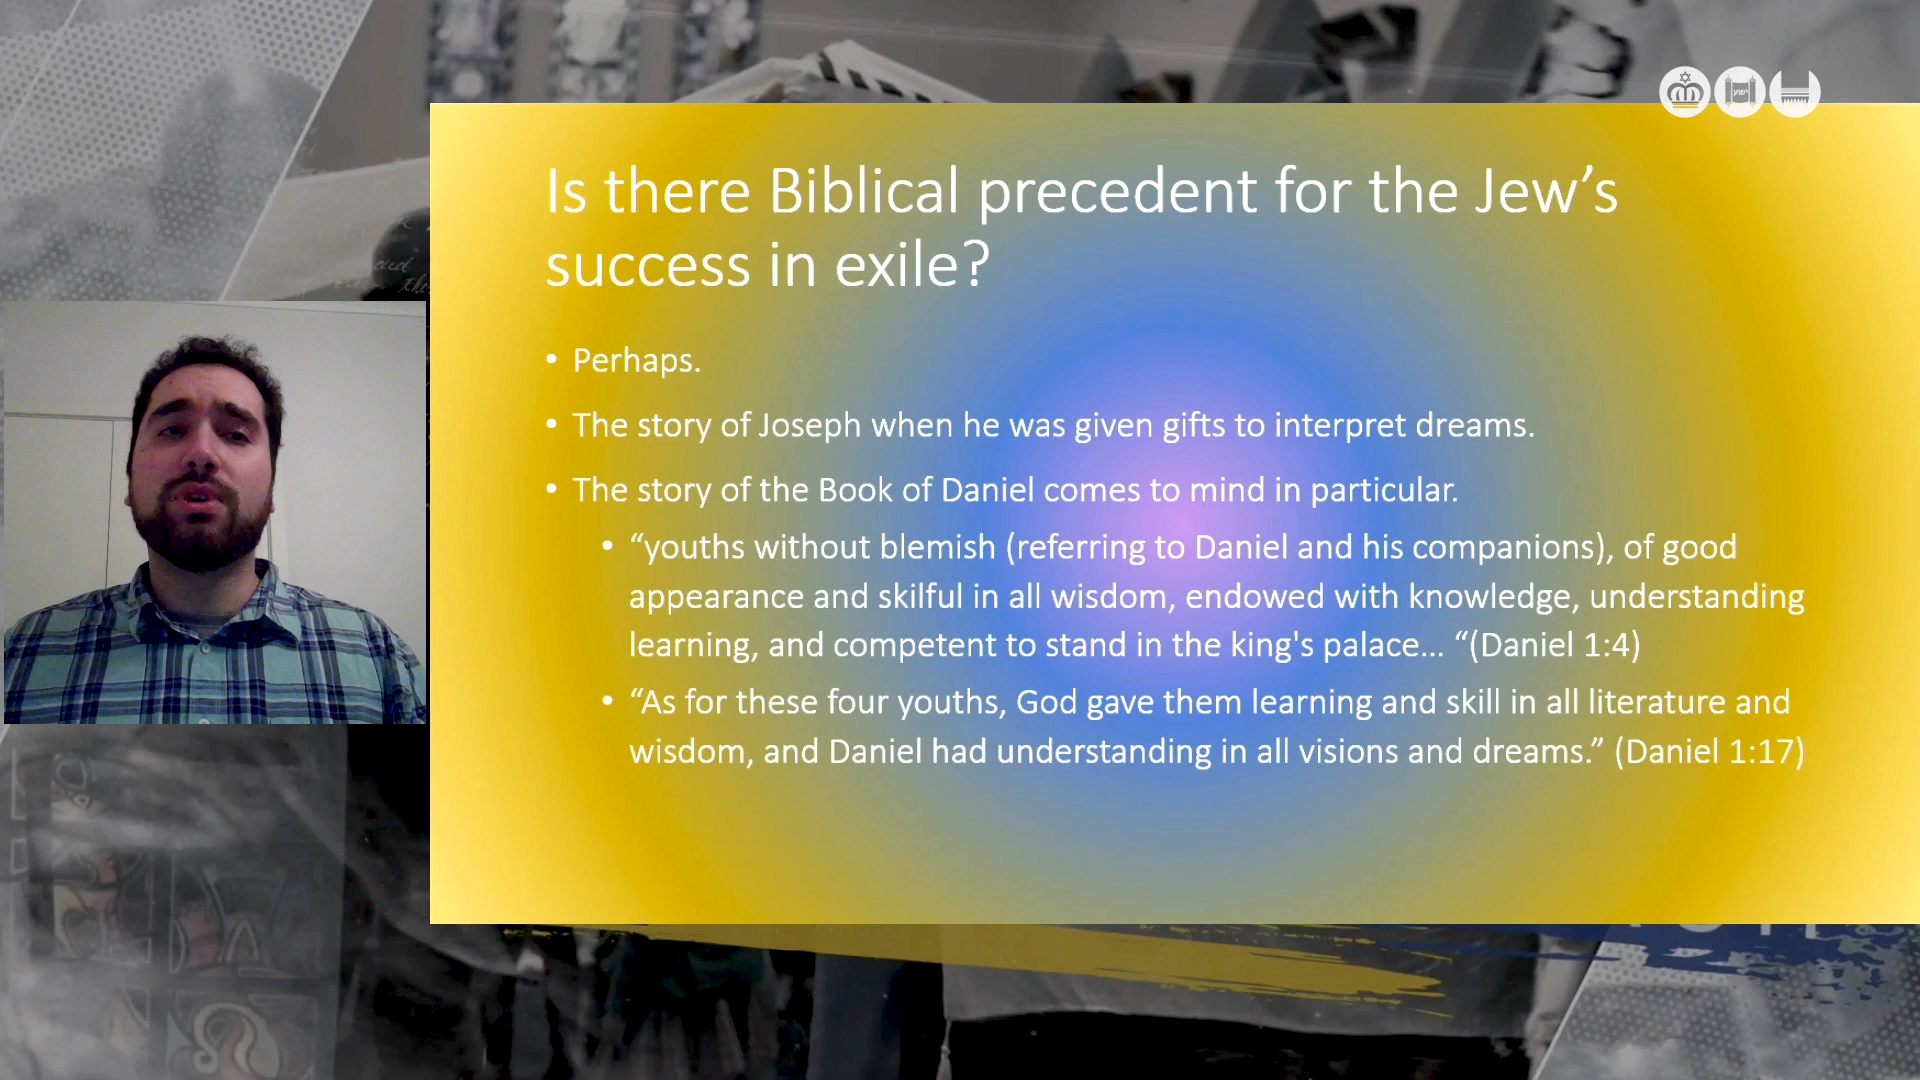 Is there Biblical precedent for the Jew’s
success in exile?
• Perhaps.
• The story of Joseph when he was given gifts to interpret dreams.
• The story of the Book of Daniel comes to mind in particular.
• “youths without blemish (referring to Daniel and his companions), of good
appearance and skilful in all wisdom, endowed with knowledge, understanding
learning, and competent to stand in the king's palace... “(Daniel 1:4)
• “As for these four youths, God gave them learning and skill in all literature and
wisdom, and Daniel had understanding in all visions and dreams.” (Daniel 1:17)